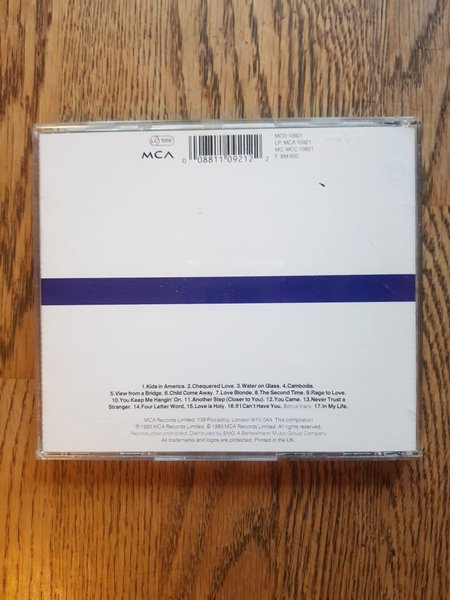 LC 1056
MCA
0 08811 09212 2
MCD 10921
LP: MCA 10921
MC: MCC 10921
F: BM 650
1.Kids in America. 2.Chequered Love. 3.Water on Glass. 4.Cambodia.
5.View from a Bridge. 6.Child Come Away. 7.Love Blonde. 8.The Second Time. 9.Rage to Love.
10.You Keep Me Hangin' On. 11.Another Step (Closer to You). 12.You Came. 13.Never Trust a
Stranger. 14.Four Letter Word. 15.Love is Holy. 16.If I Can't Have You. Bonus track. 17.In My Life.
MCA Records Limited, 139 Piccadilly, London W1V 0AX. This compilation
℗ 1993 MCA Records Limited. © 1993 MCA Records Limited. All rights reserved.
Reproduction prohibited. Distributed by BMG. A Bertelsmann Music Group Company.
All trademarks and logos are protected. Printed in the UK.